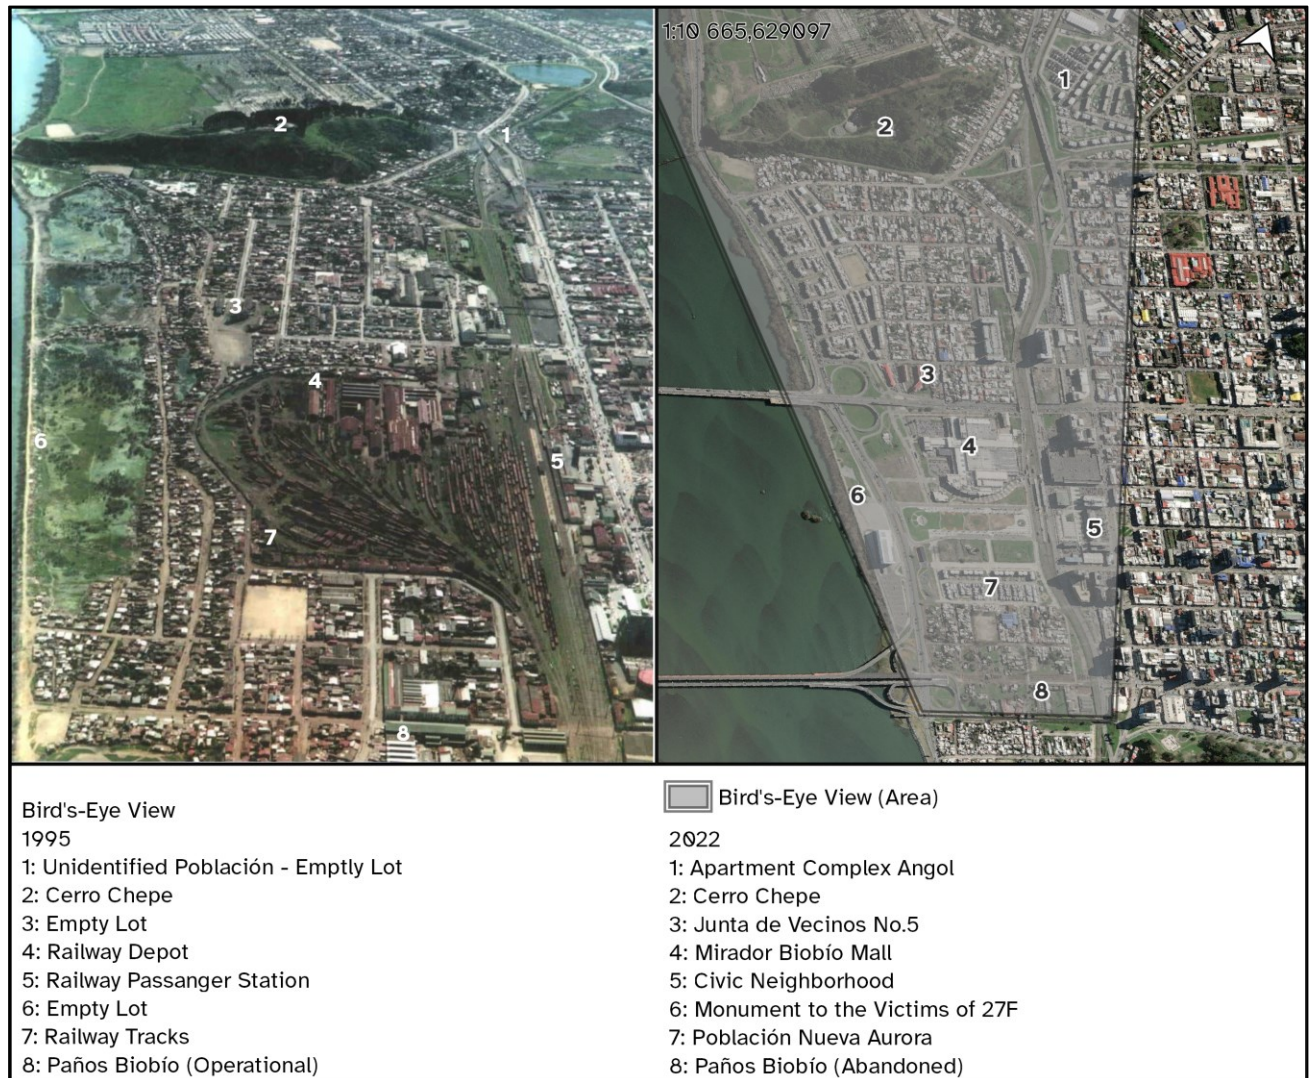 1:10 665,629097
2
1
3
4
6
5
7
8
1
2
3
4
6
5
7
8
Bird's-Eye View
1995
1: Unidentified Población - Emptly Lot
2: Cerro Chepe
3: Empty Lot
4: Railway Depot
5: Railway Passanger Station
6: Empty Lot
7: Railway Tracks
8: Paños Biobío (Operational)
Bird's-Eye View (Area)
2022
1: Apartment Complex Angol
2: Cerro Chepe
3: Junta de Vecinos No.5
4: Mirador Biobío Mall
5: Civic Neighborhood
6: Monument to the Victims of 27F
7: Población Nueva Aurora
8: Paños Biobío (Abandoned)